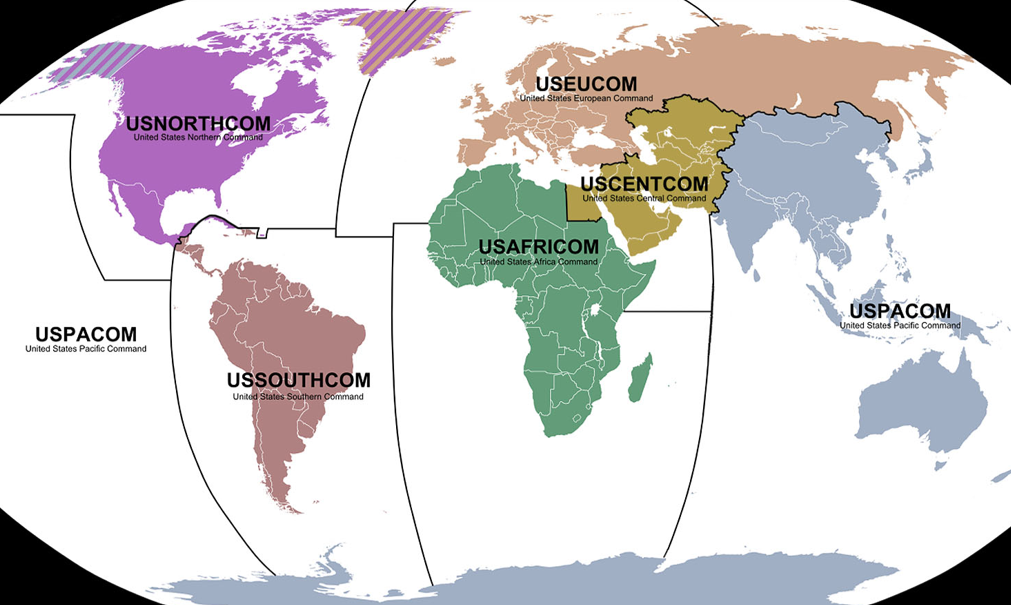 USEUCOM
United States European Command
USNORTHCOM
United States Northern Command
USCENTCOM
United States Central Command
USAFRICOM
United States Africa Command
USPACOM
United States Pacific Command
USPACOM
United States Pacific Command
USSOUTHCOM
United States Southern Command